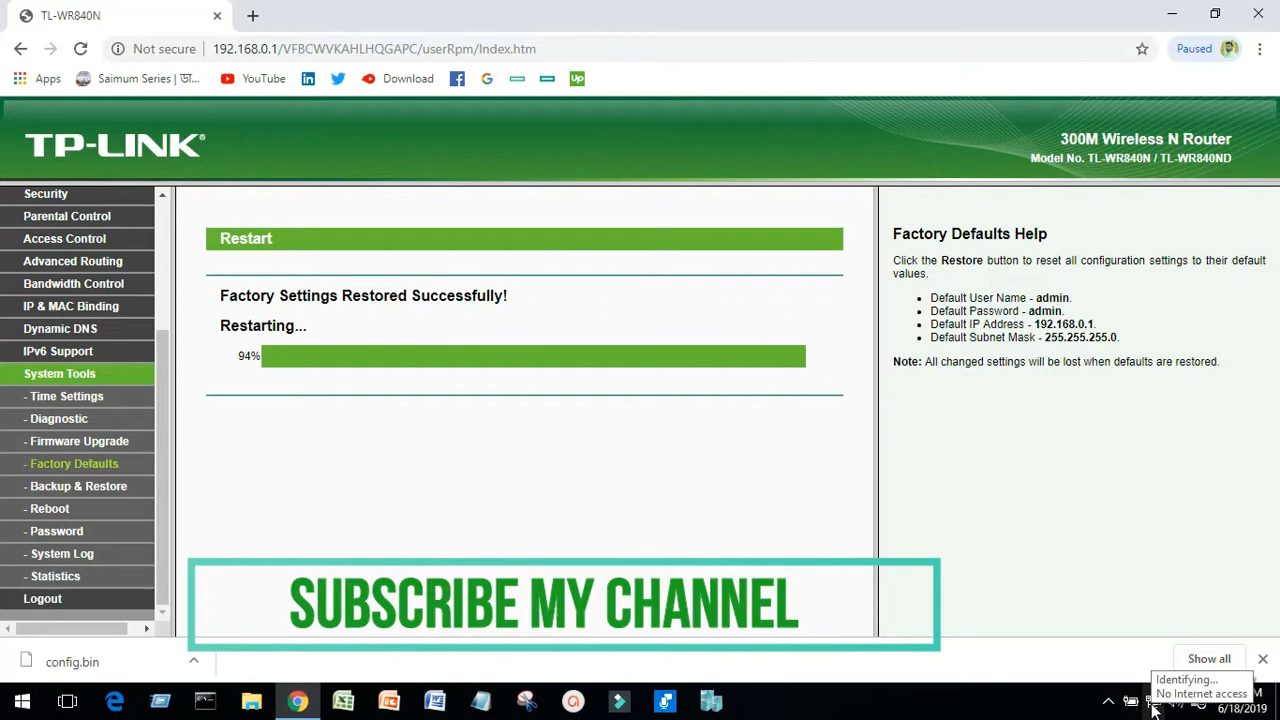 TL-WR840N
Not secure
192.168.0.1/VFBCWVKAHLHQGAPC/userRpm/Index.htm
Paused
Apps
Saimum Series |
YouTube
Download
Up
TP-LINK®
300M Wireless N Router
Model No. TL-WR840N / TL-WR840ND
Security
Parental Control
Access Control
Advanced Routing
Bandwidth Control
IP & MAC Binding
Dynamic DNS
IPv6 Support
System Tools
- Time Settings
- Diagnostic
- Firmware Upgrade
- Factory Defaults
- Backup & Restore
- Reboot
- Password
- System Log
- Statistics
Logout
Restart
Factory Settings Restored Successfully!
Restarting...
94%
Factory Defaults Help
Click the Restore button to reset all configuration settings to their default
values.
• Default User Name - admin.
• Default Password - admin.
• Default IP Address - 192.168.0.1.
• Default Subnet Mask - 255.255.255.0.
Note: All changed settings will be lost when defaults are restored.
SUBSCRIBE MY CHANNEL
config.bin
Show all
Identifying...
No Internet access
6/18/2019